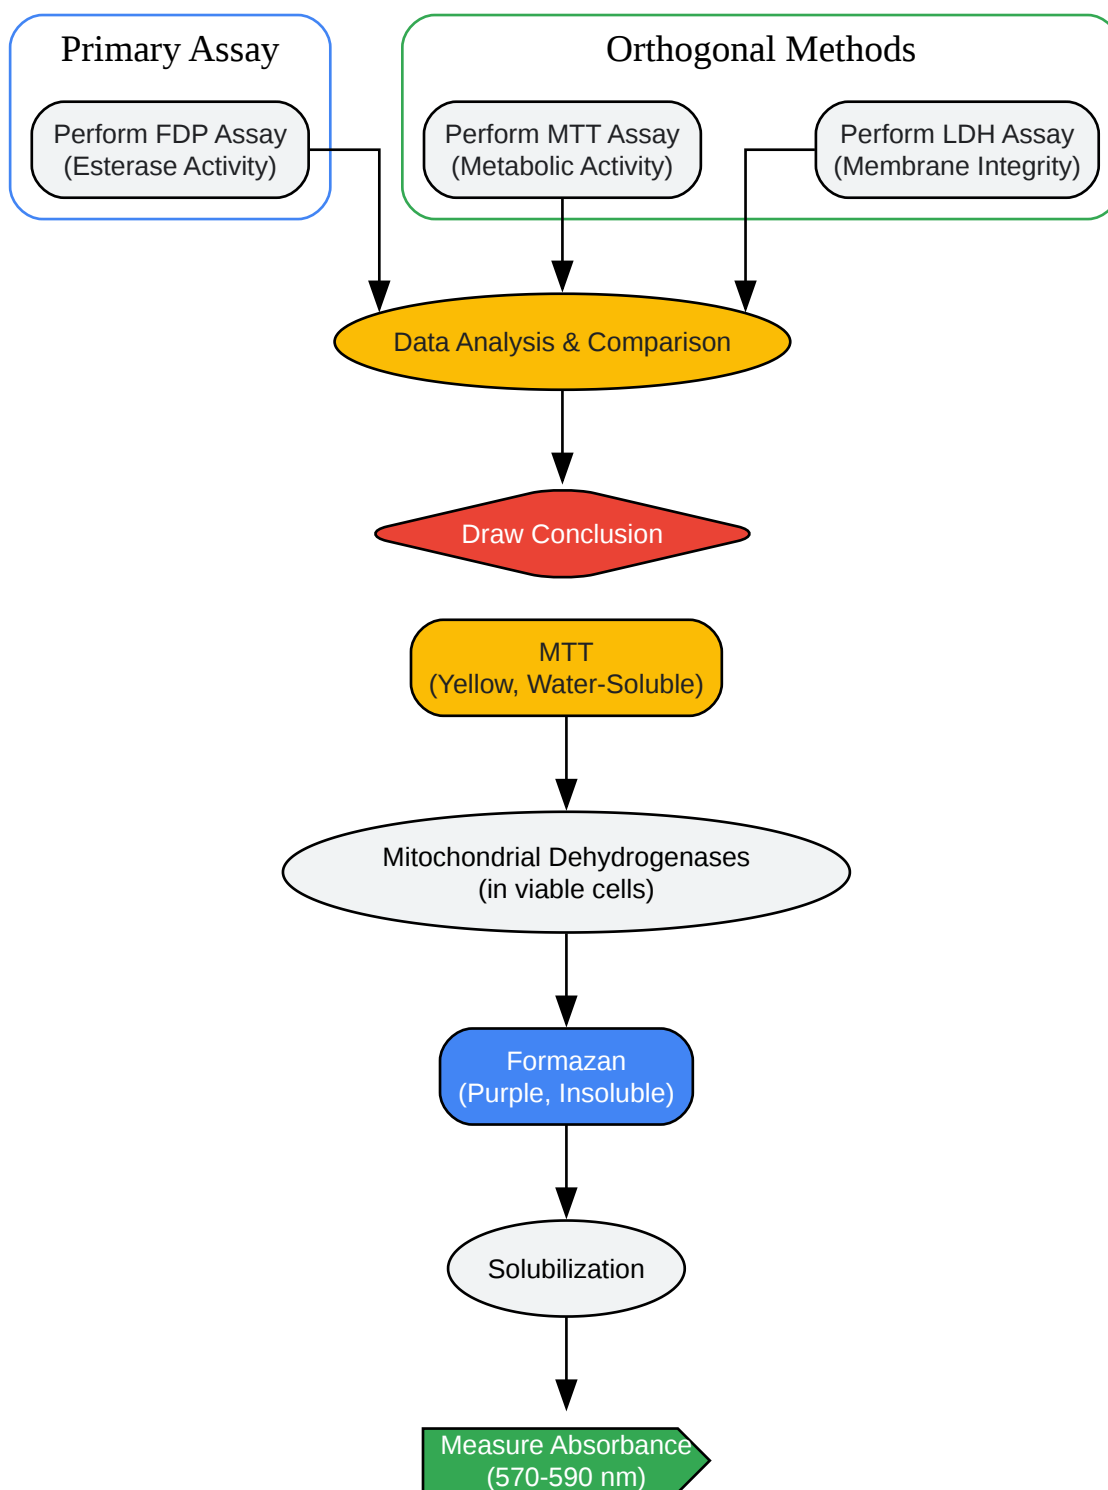 Primary Assay
Orthogonal Methods
Perform FDP Assay
(Esterase Activity)
Perform MTT Assay
(Metabolic Activity)
Perform LDH Assay
(Membrane Integrity)
Data Analysis & Comparison
Draw Conclusion
MTT
(Yellow, Water-Soluble)
Mitochondrial Dehydrogenases
(in viable cells)
Formazan
(Purple, Insoluble)
Solubilization
Measure Absorbance
(570-590 nm)